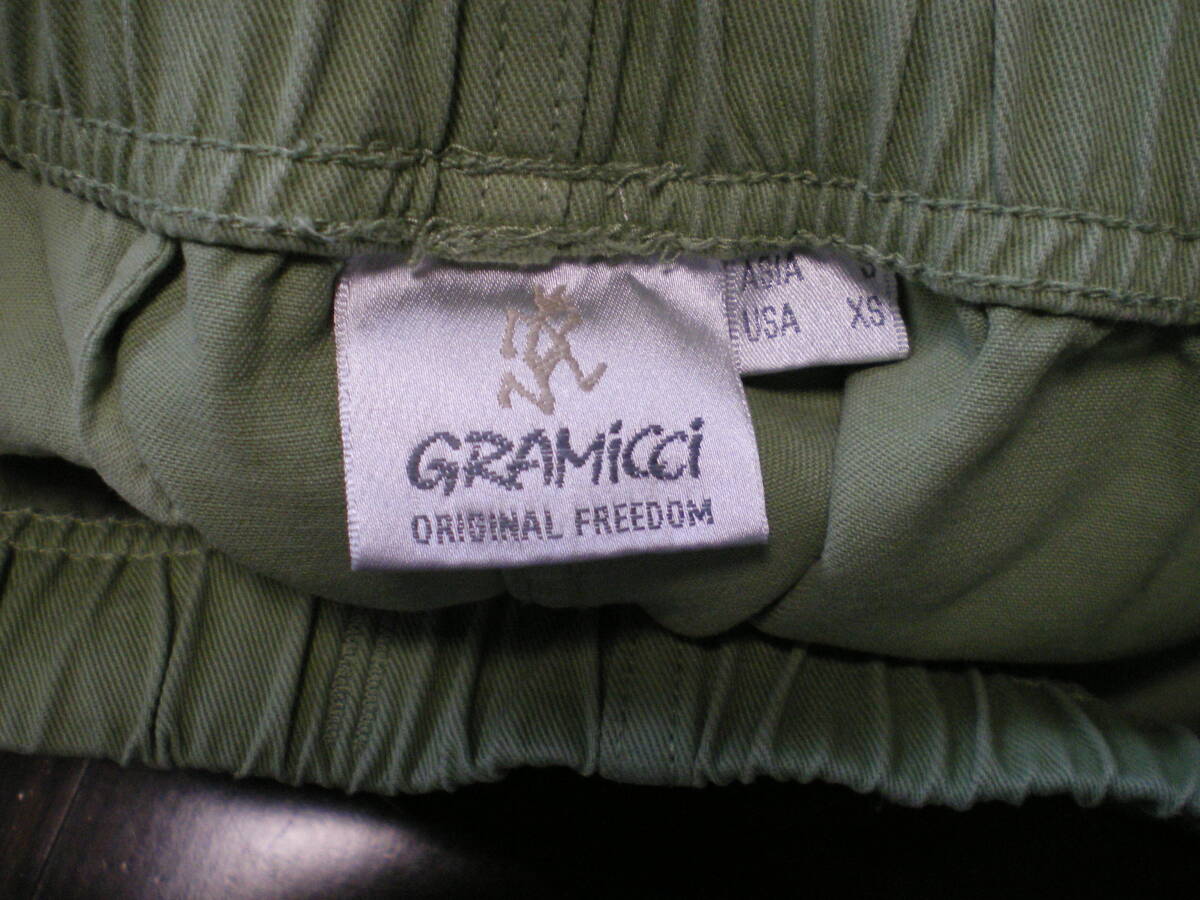 GRAMiCCi
ORIGINAL FREEDOM
ASIA S
USA XS